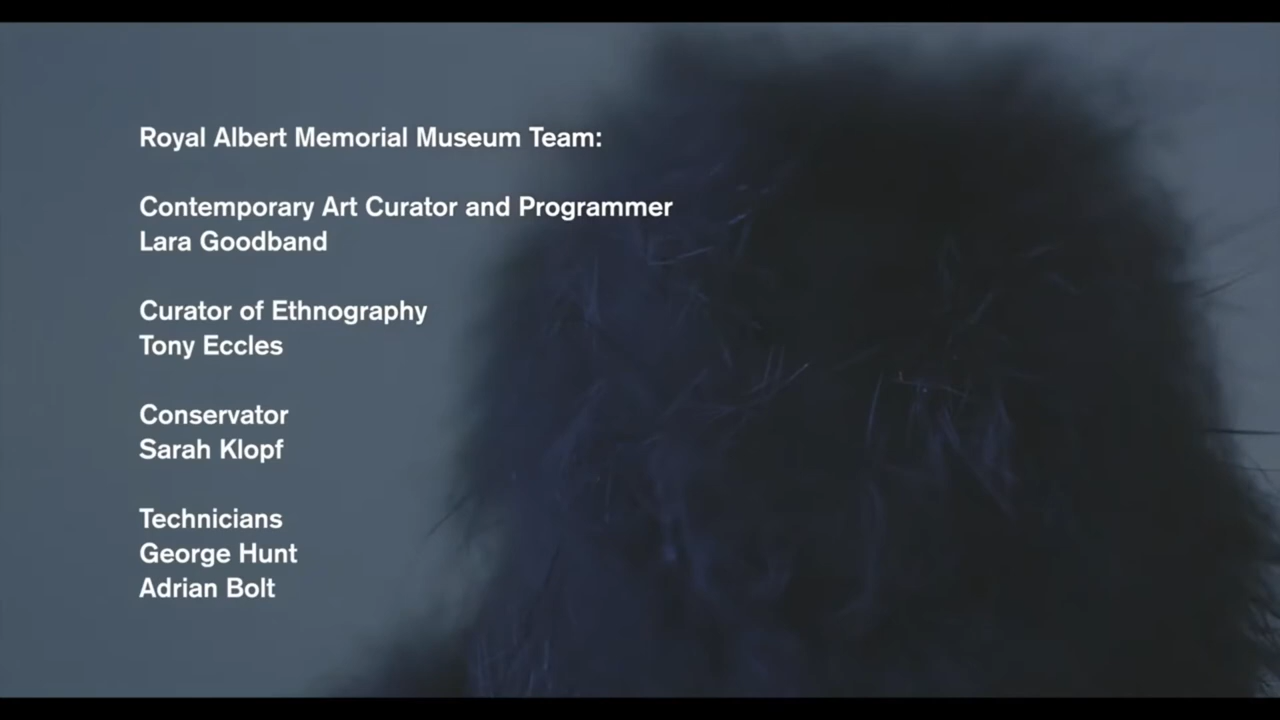 Royal Albert Memorial Museum Team:
Contemporary Art Curator and Programmer
Lara Goodband
Curator of Ethnography
Tony Eccles
Conservator
Sarah Klopf
Technicians
George Hunt
Adrian Bolt